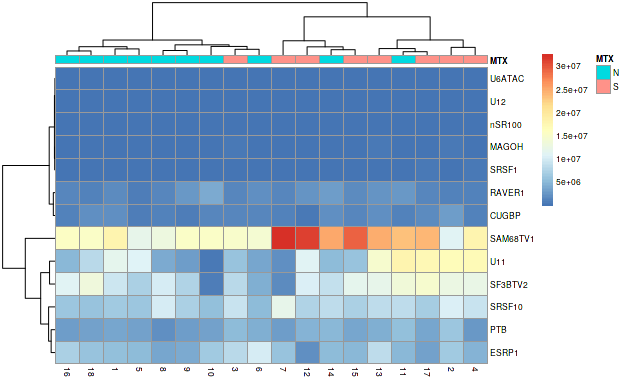 MTX
MTX
N
S
3e+07
2.5e+07
2e+07
1.5e+07
1e+07
5e+06
U6ATAC
U12
nSR100
MAGOH
SRSF1
RAVER1
CUGBP
SAM68TV1
U11
SF3BTV2
SRSF10
PTB
ESRP1
16 18 1 5 8 9 10 3 6 7 12 14 15 13 11 17 2 4